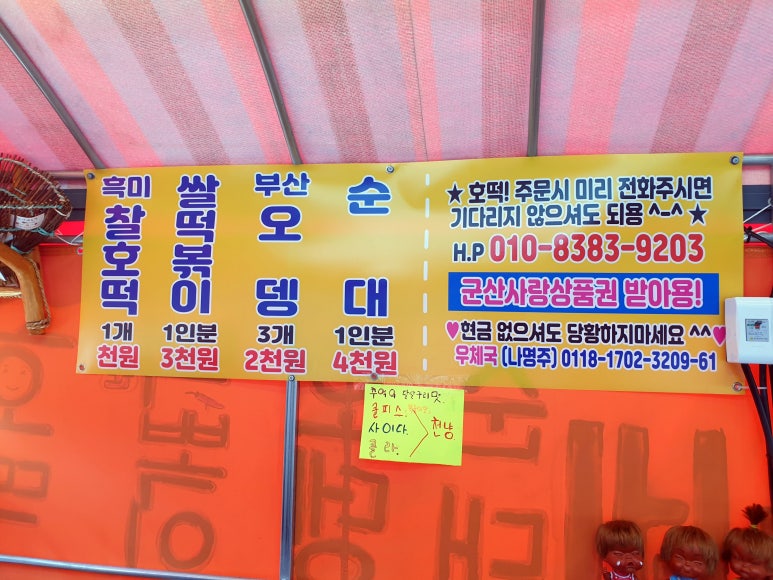 흑미
찰호떡
1개
천원
쌀떡볶이
1인분
3천원
부산
오뎅
3개
2천원
순대
1인분
4천원
★ 호떡! 주문시 미리 전화주시면
기다리지 않으셔도 되용 ^-^ ★
H.P 010-8383-9203
군산사랑상품권 받아용!
♥현금 없으셔도 당황하지마세요 ^^♥
우체국 (나명주) 0118-1702-3209-61
쿨피스
사이다.
콜라.
천냥